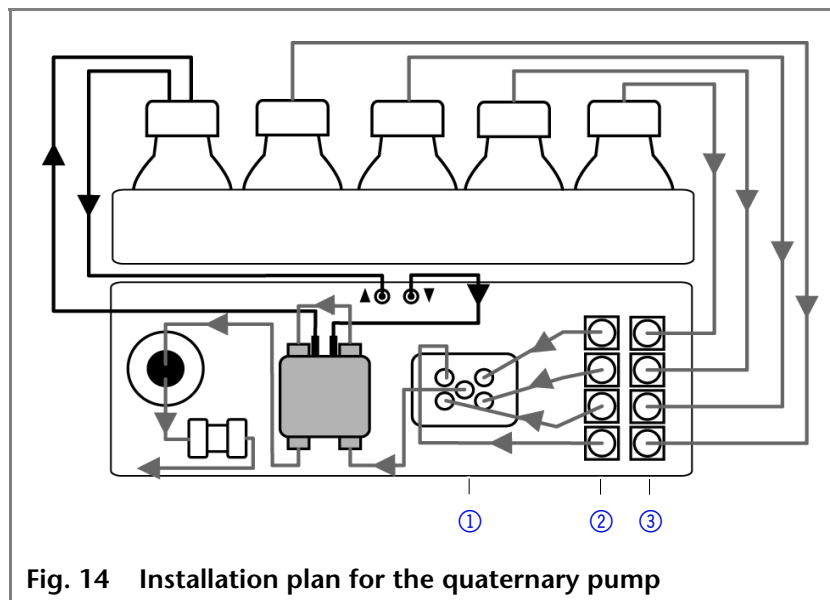 ① ② ③
Fig. 14 Installation plan for the quaternary pump